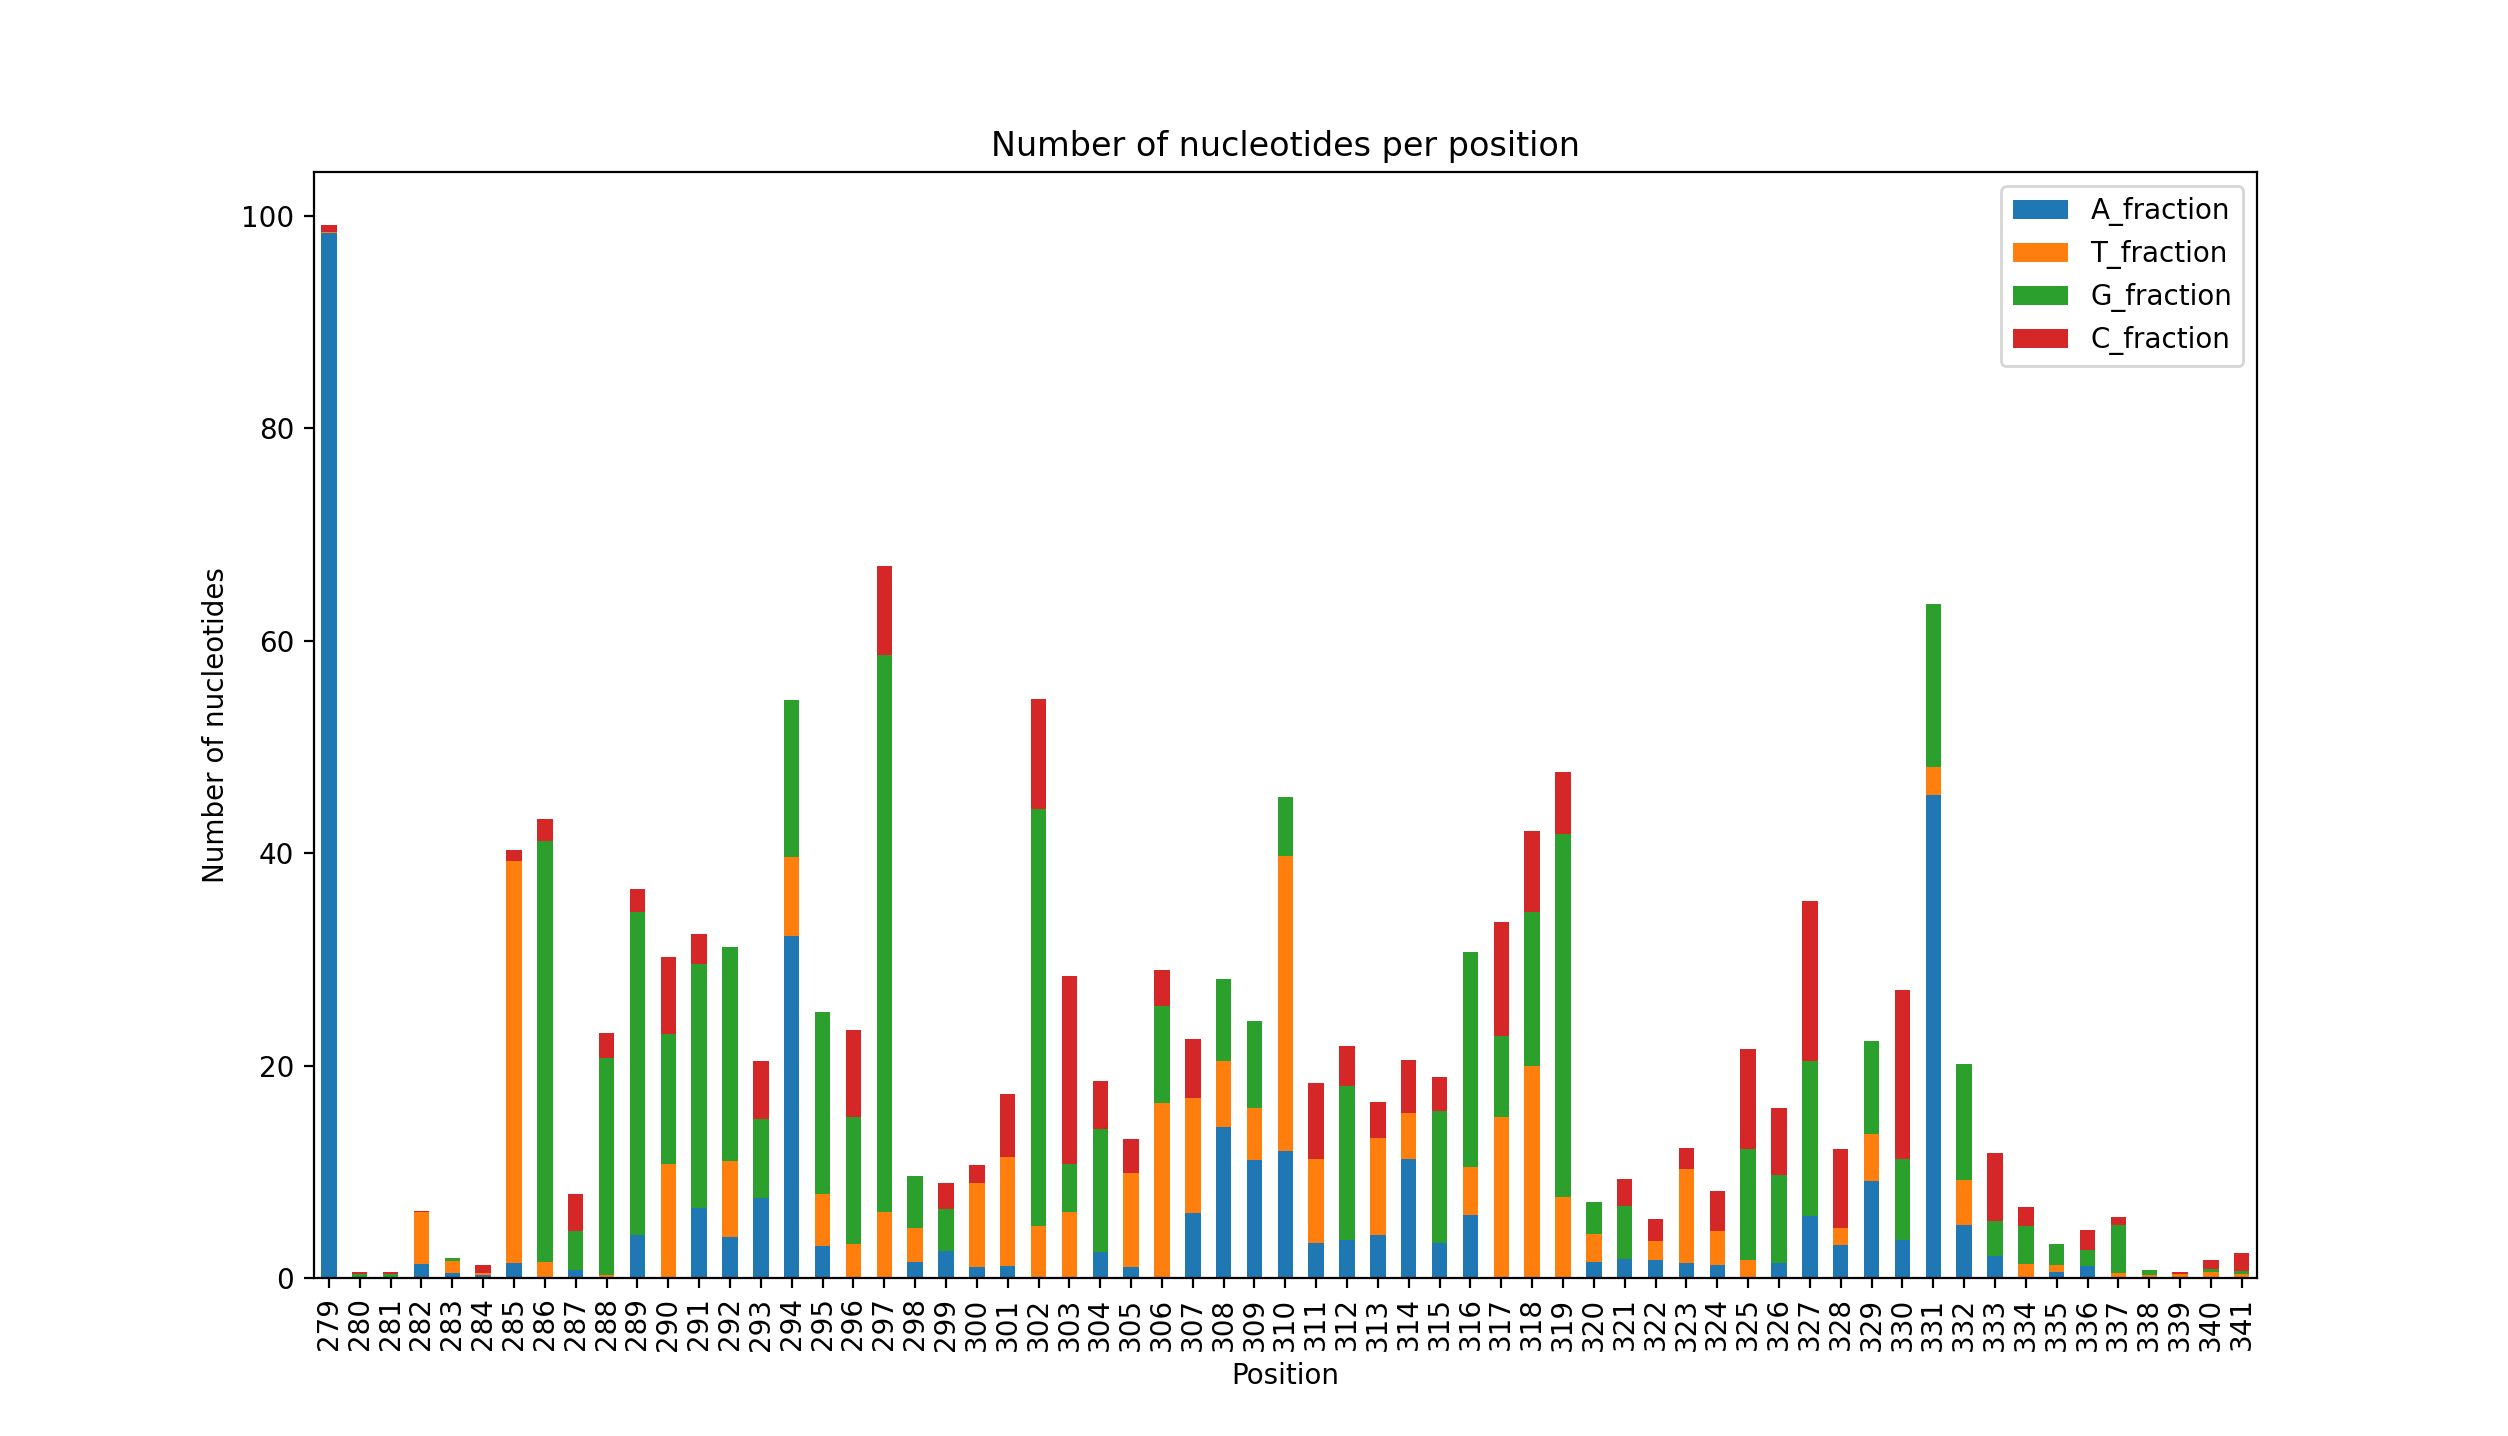 Number of nucleotides per position
A_fraction
T_fraction
G_fraction
C_fraction
Number of nucleotides
100
80
60
40
20
0
279 280 281 282 283 284 285 286 287 288 289 290 291 292 293 294 295 296 297 298 299 300 301 302 303 304 305 306 307 308 309 310 311 312 313 314 315 316 317 318 319 320 321 322 323 324 325 326 327 328 329 330 331 332 333 334 335 336 337 338 339 340 341
Position